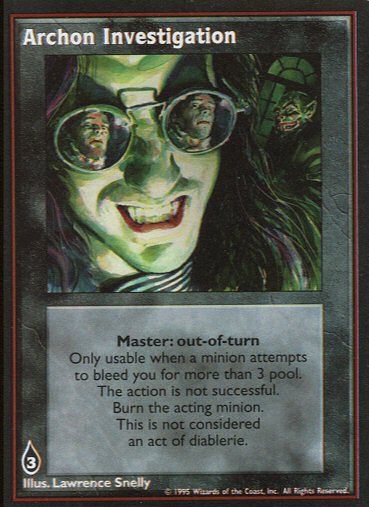 Archon Investigation
Master: out-of-turn
Only usable when a minion attempts
to bleed you for more than 3 pool.
The action is not successful.
Burn the acting minion.
This is not considered
an act of diablerie.
3
Illus. Lawrence Snelly
© 1995 Wizards of the Coast, Inc. All Rights Reserved.